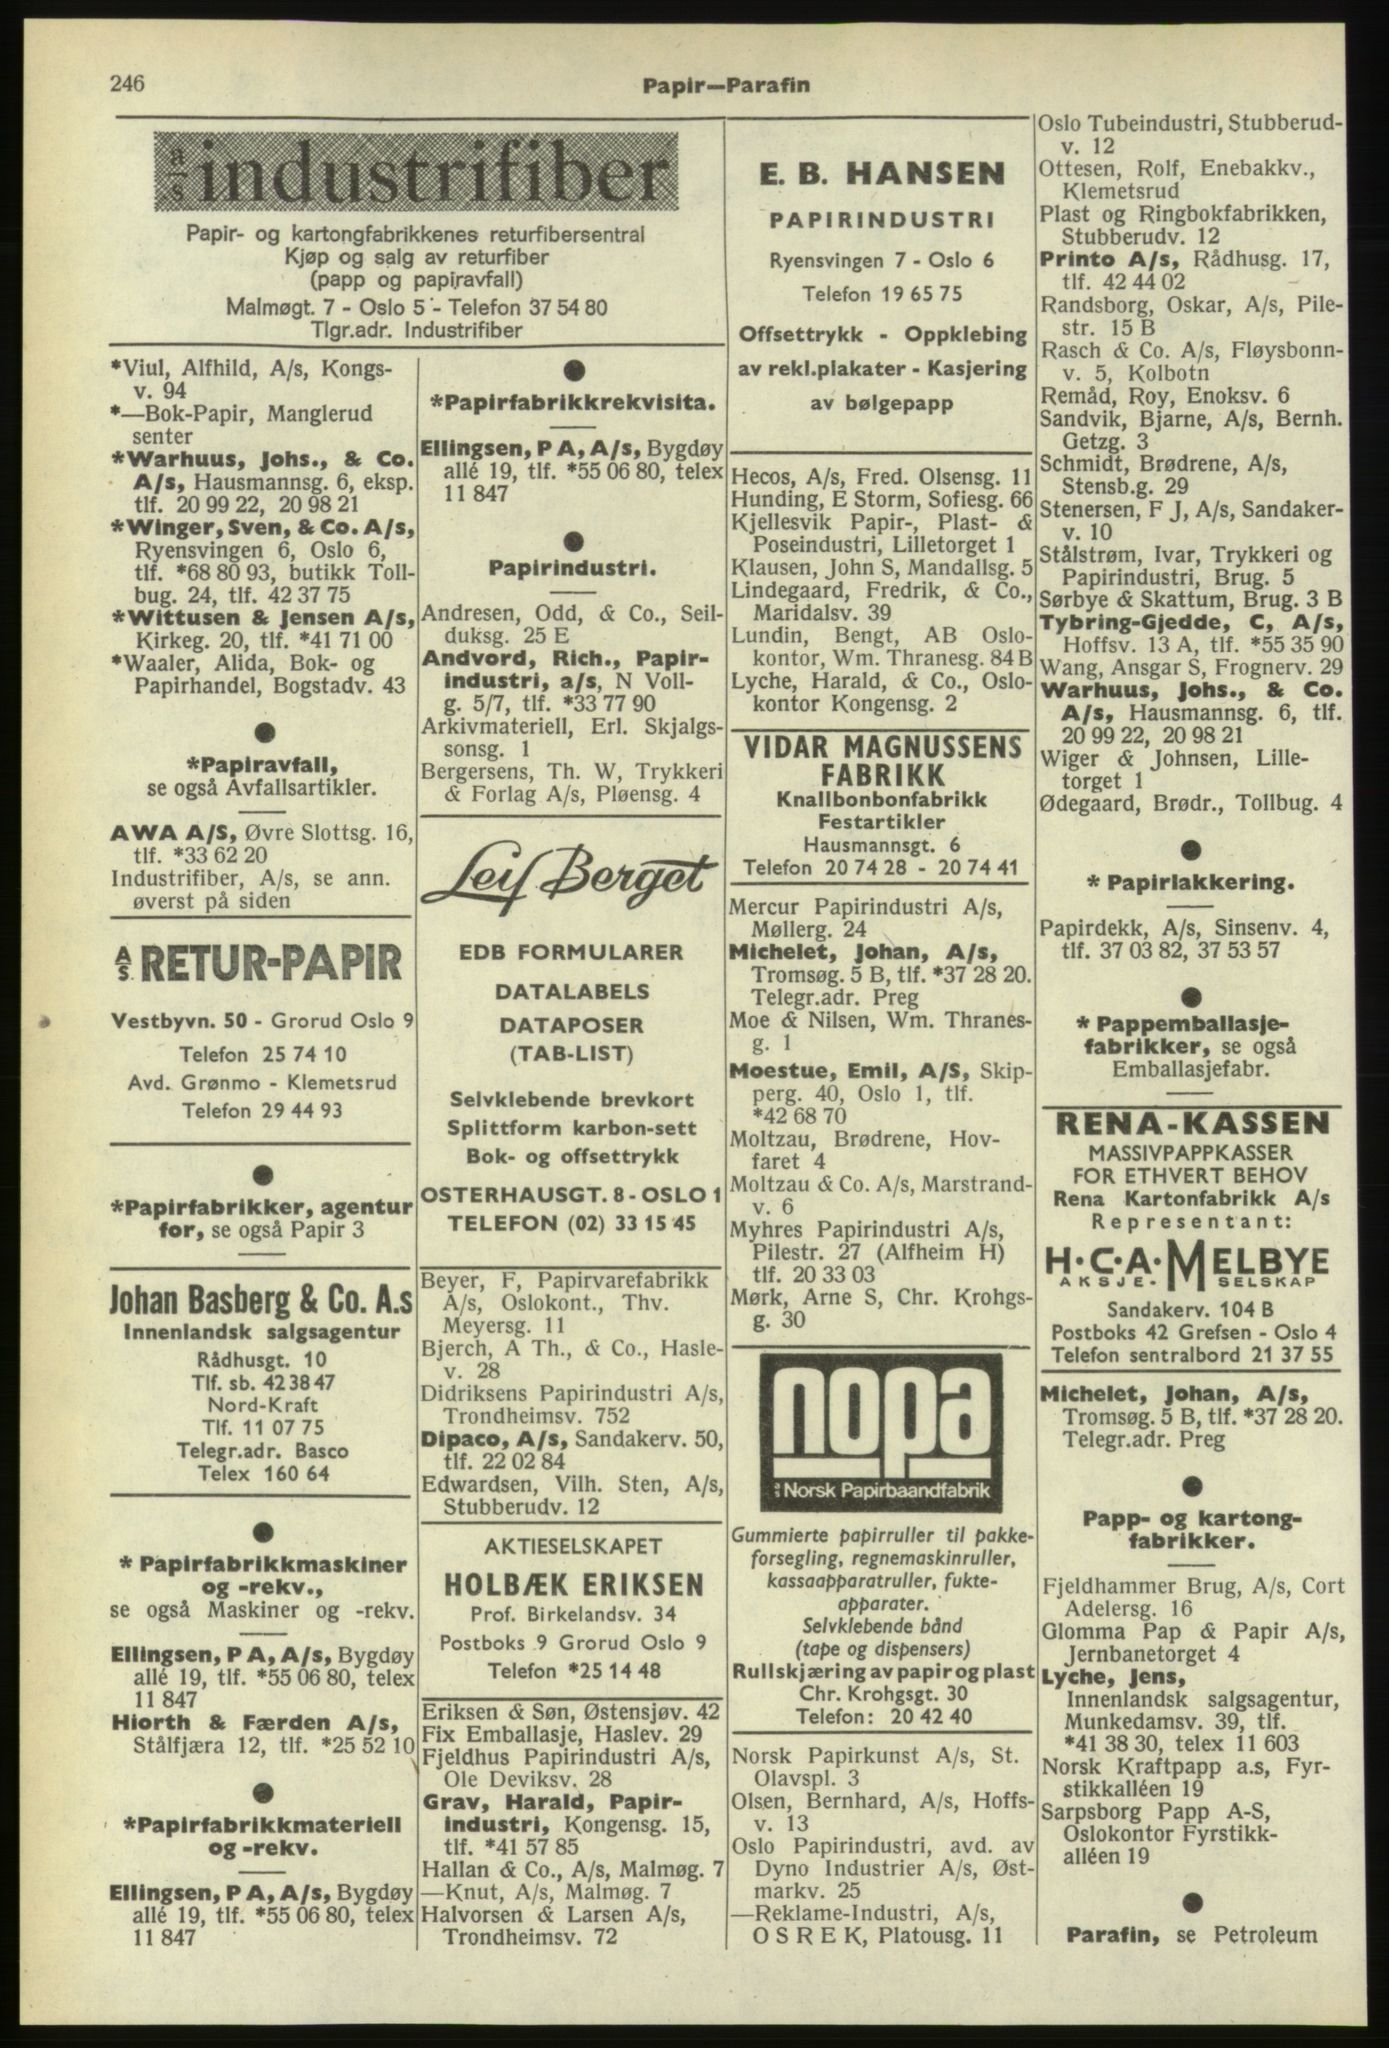 246
Papir—Parafin
a/s industrifiber
Papir- og kartongfabrikkenes returfibersentral
Kjøp og salg av returfiber
(papp og papiravfall)
Malmøgt. 7 - Oslo 5 - Telefon 37 54 80
Tlgr.adr. Industrifiber
*Viul, Alfhild, A/s, Kongs-
v. 94
*—Bok-Papir, Manglerud
senter
*Warhuus, Johs., & Co.
A/s, Hausmannsg. 6, eksp.
tlf. 20 99 22, 20 98 21
*Winger, Sven, & Co. A/s,
Ryensvingen 6, Oslo 6,
tlf. *68 80 93, butikk Toll-
bug. 24, tlf. 42 37 75
*Wittusen & Jensen A/s,
Kirkeg. 20, tlf. *41 71 00
*Waaler, Alida, Bok- og
Papirhandel, Bogstadv. 43
*Papiravfall,
se også Avfallsartikler.
AWA A/S, Øvre Slottsg. 16,
tlf. *33 62 20
Industrifiber, A/s, se ann.
øverst på siden
A/S. RETUR-PAPIR
Vestbyvn. 50 - Grorud Oslo 9
Telefon 25 74 10
Avd. Grønmo - Klemetsrud
Telefon 29 44 93
*Papirfabrikker, agentur
for, se også Papir 3
Johan Basberg & Co. A.s
Innenlandsk salgsagentur
Rådhusgt. 10
Tlf. sb. 42 38 47
Nord-Kraft
Tlf. 11 07 75
Telegr.adr. Basco
Telex 160 64
* Papirfabrikkmaskiner
og -rekv.,
se også Maskiner og -rekv.
Ellingsen, P A, A/s, Bygdøy
allé 19, tlf. *55 06 80, telex
11 847
Hiorth & Færden A/s,
Stålfjæra 12, tlf. *25 52 10
*Papirfabrikkmateriell
og -rekv.
Ellingsen, P A, A/s, Bygdøy
allé 19, tlf. *55 06 80, telex
11 847
*Papirfabrikkrekvisita.
Ellingsen, P A, A/s, Bygdøy
allé 19, tlf. *55 06 80, telex
11 847
Papirindustri.
Andresen, Odd, & Co., Seil-
duksg. 25 E
Andvord, Rich., Papir-
industri, a/s, N Voll-
g. 5/7, tlf. *33 77 90
Arkivmateriell, Erl. Skjalgs-
sonsg. 1
Bergersens, Th. W, Trykkeri
& Forlag A/s, Pløensg. 4
Leif Berget
EDB FORMULARER
DATALABELS
DATAPOSER
(TAB-LIST)
Selvklebende brevkort
Splittform karbon-sett
Bok- og offsettrykk
OSTERHAUSGT. 8 - OSLO 1
TELEFON (02) 33 15 45
Beyer, F, Papirvarefabrikk
A/s, Oslokont., Thv.
Meyersg. 11
Bjerch, A Th., & Co., Hasle-
v. 28
Didriksens Papirindustri A/s,
Trondheimsv. 752
Dipaco, A/s, Sandakerv. 50,
tlf. 22 02 84
Edwardsen, Vilh. Sten, A/s,
Stubberudv. 12
AKTIESELSKAPET
HOLBÆK ERIKSEN
Prof. Birkelandsv. 34
Postboks 9 Grorud Oslo 9
Telefon *25 14 48
Eriksen & Søn, Østensjøv. 42
Fix Emballasje, Haslev. 29
Fjeldhus Papirindustri A/s,
Ole Deviksv. 28
Grav, Harald, Papir-
industri, Kongensg. 15,
tlf. *41 57 85
Hallan & Co., A/s, Malmøg. 7
—Knut, A/s, Malmøg. 7
Halvorsen & Larsen A/s,
Trondheimsv. 72
E. B. HANSEN
PAPIRINDUSTRI
Ryensvingen 7 - Oslo 6
Telefon 19 65 75
Offsettrykk - Oppklebing
av rekl.plakater - Kasjering
av bølgepapp
Hecos, A/s, Fred. Olsensg. 11
Hunding, E Storm, Sofiesg. 66
Kjellesvik Papir-, Plast- &
Poseindustri, Lilletorget 1
Klausen, John S, Mandallsg. 5
Lindegaard, Fredrik, & Co.,
Maridalsv. 39
Lundin, Bengt, AB Oslo-
kontor, Wm. Thranesg. 84 B
Lyche, Harald, & Co., Oslo-
kontor Kongensg. 2
VIDAR MAGNUSSENS
FABRIKK
Knallbonbonfabrikk
Festartikler
Hausmannsgt. 6
Telefon 20 74 28 - 20 74 41
Mercur Papirindustri A/s,
Møllerg. 24
Michelet, Johan, A/s,
Tromsøg. 5 B, tlf. *37 28 20.
Telegr.adr. Preg
Moe & Nilsen, Wm. Thranes-
g. 1
Moestue, Emil, A/S, Skip-
perg. 40, Oslo 1, tlf.
*42 68 70
Moltzau, Brødrene, Hov-
faret 4
Moltzau & Co. A/s, Marstrand-
v. 6
Myhres Papirindustri A/s,
Pilestr. 27 (Alfheim H)
tlf. 20 33 03
Mørk, Arne S, Chr. Krohgs-
g. 30
nopa
a/s Norsk Papirbaandfabrik
Gummierte papirruller til pakke-
forsegling, regnemaskinruller,
kassaapparatruller, fukte-
apparater.
Selvklebende bånd
(tape og dispensers)
Rullskjæring av papir og plast
Chr. Krohgsgt. 30
Telefon: 20 42 40
Norsk Papirkunst A/s, St.
Olavspl. 3
Olsen, Bernhard, A/s, Hoffs-
v. 13
Oslo Papirindustri, avd. av
Dyno Industrier A/s, Øst-
markv. 25
—Reklame-Industri, A/s,
O S R E K, Platousg. 11
Oslo Tubeindustri, Stubberud-
v. 12
Ottesen, Rolf, Enebakkv.,
Klemetsrud
Plast og Ringbokfabrikken,
Stubberudv. 12
Printo A/s, Rådhusg. 17,
tlf. 42 44 02
Randsborg, Oskar, A/s, Pile-
str. 15 B
Rasch & Co. A/s, Fløysbonn-
v. 5, Kolbotn
Remåd, Roy, Enoksv. 6
Sandvik, Bjarne, A/s, Bernh.
Getzg. 3
Schmidt, Brødrene, A/s,
Stensb.g. 29
Stenersen, F J, A/s, Sandaker-
v. 10
Stålstrøm, Ivar, Trykkeri og
Papirindustri, Brug. 5
Sørbye & Skattum, Brug. 3 B
Tybring-Gjedde, C, A/s,
Hoffsv. 13 A, tlf. *55 35 90
Wang, Ansgar S, Frognerv. 29
Warhuus, Johs., & Co.
A/s, Hausmannsg. 6, tlf.
20 99 22, 20 98 21
Wiger & Johnsen, Lille-
torget 1
Ødegaard, Brødr., Tollbug. 4
* Papirlakkering.
Papirdekk, A/s, Sinsenv. 4,
tlf. 37 03 82, 37 53 57
* Pappemballasje-
fabrikker, se også
Emballasjefabr.
RENA-KASSEN
MASSIVPAPPKASSER
FOR ETHVERT BEHOV
Rena Kartonfabrikk A/s
Representant:
H·C·A·MELBYE
AKSJE-SELSKAP
Sandakerv. 104 B
Postboks 42 Grefsen - Oslo 4
Telefon sentralbord 21 37 55
Michelet, Johan, A/s,
Tromsøg. 5 B, tlf. *37 28 20.
Telegr.adr. Preg
Papp- og kartong-
fabrikker.
Fjeldhammer Brug, A/s, Cort
Adelersg. 16
Glomma Pap & Papir A/s,
Jernbanetorget 4
Lyche, Jens,
Innenlandsk salgsagentur,
Munkedamsv. 39, tlf.
*41 38 30, telex 11 603
Norsk Kraftpapp a.s, Fyr-
stikkalléen 19
Sarpsborg Papp A-S,
Oslokontor Fyrstikk-
alléen 19
Parafin, se Petroleum